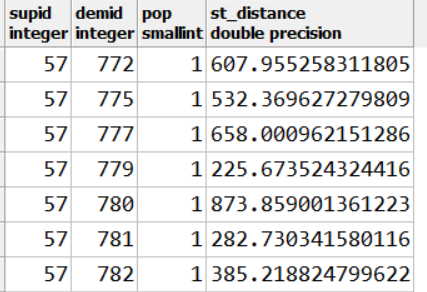 supid demid pop st_distance
integer integer smallint double precision
57 772 1 607.955258311805
57 775 1 532.369627279809
57 777 1 658.000962151286
57 779 1 225.673524324416
57 780 1 873.859001361223
57 781 1 282.730341580116
57 782 1 385.218824799622